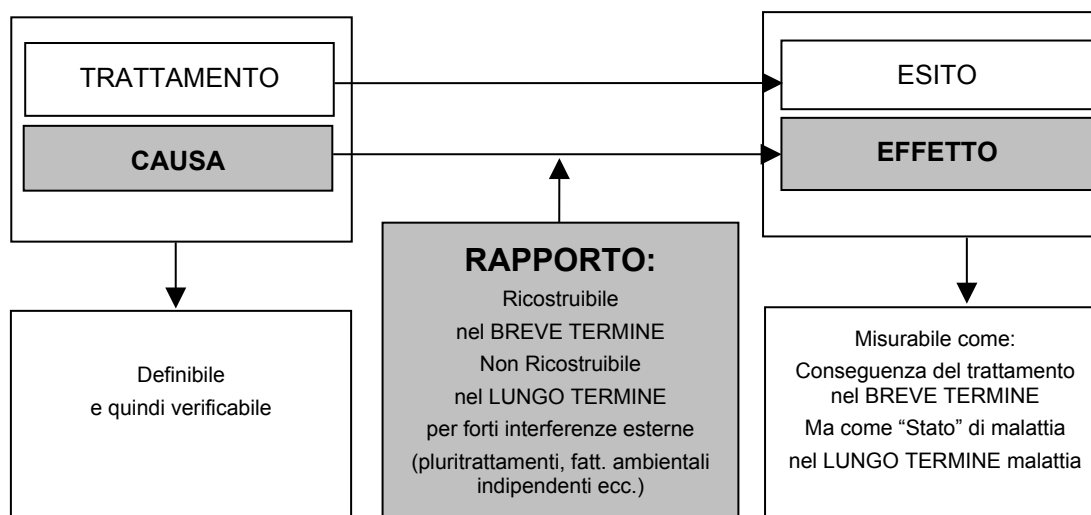 TRATTAMENTO
CAUSA
ESITO
EFFETTO
Definibile
e quindi verificabile
RAPPORTO:
Ricostruibile
nel BREVE TERMINE
Non Ricostruibile
nel LUNGO TERMINE
per forti interferenze esterne
(pluritrattamenti, fatt. ambientali
indipendenti ecc.)
Misurabile come:
Conseguenza del trattamento
nel BREVE TERMINE
Ma come “Stato” di malattia
nel LUNGO TERMINE malattia